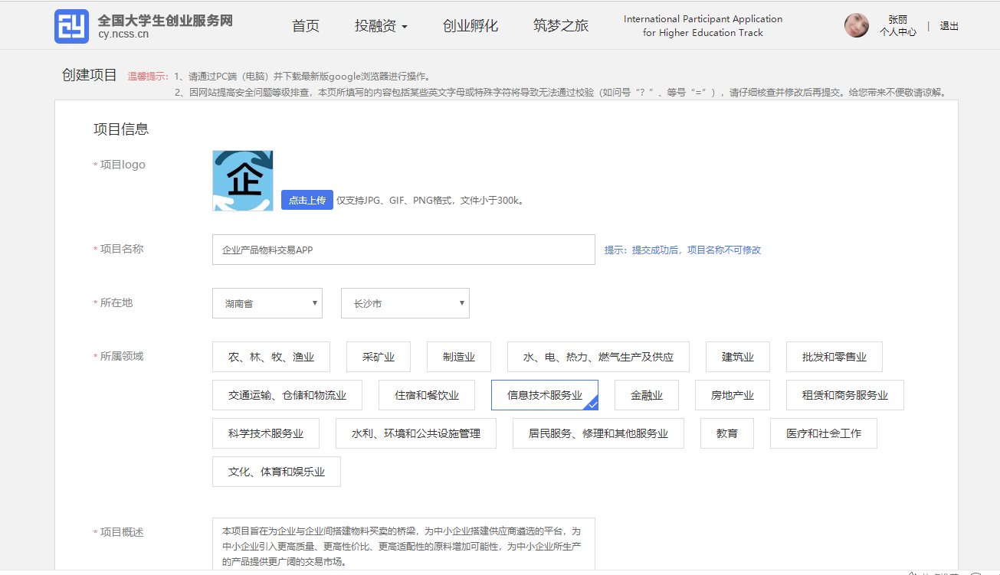 全国大学生创业服务网
cy.ncss.cn
首页
投融资
创业孵化
筑梦之旅
International Participant Application
for Higher Education Track
张丽
个人中心
|
退出
创建项目
温馨提示：1、请通过PC端（电脑）并下载最新版google浏览器进行操作。
2、因网站提高安全问题等级排查，本页所填写的内容包括某些英文字母或特殊字符将导致无法通过校验（如问号“？”、等号“=”），请仔细核查并修改后再提交。给您带来不便敬请谅解。
项目信息
* 项目logo
企
点击上传 仅支持JPG、GIF、PNG格式，文件小于300k。
* 项目名称
企业产品物料交易APP
提示：提交成功后，项目名称不可修改
* 所在地
湖南省
长沙市
* 所属领域
农、林、牧、渔业
采矿业
制造业
水、电、热力、燃气生产及供应
建筑业
批发和零售业
交通运输、仓储和物流业
住宿和餐饮业
信息技术服务业
金融业
房地产业
租赁和商务服务业
科学技术服务业
水利、环境和公共设施管理
居民服务、修理和其他服务业
教育
医疗和社会工作
文化、体育和娱乐业
* 项目概述
本项目旨在为企业与企业间搭建物料买卖的桥梁，为中小企业搭建供应商遴选的平台，为
中小企业引入更高质量、更高性价比、更高适配性的原料增加可能性，为中小企业所生产
的产品提供更广阔的交易市场。